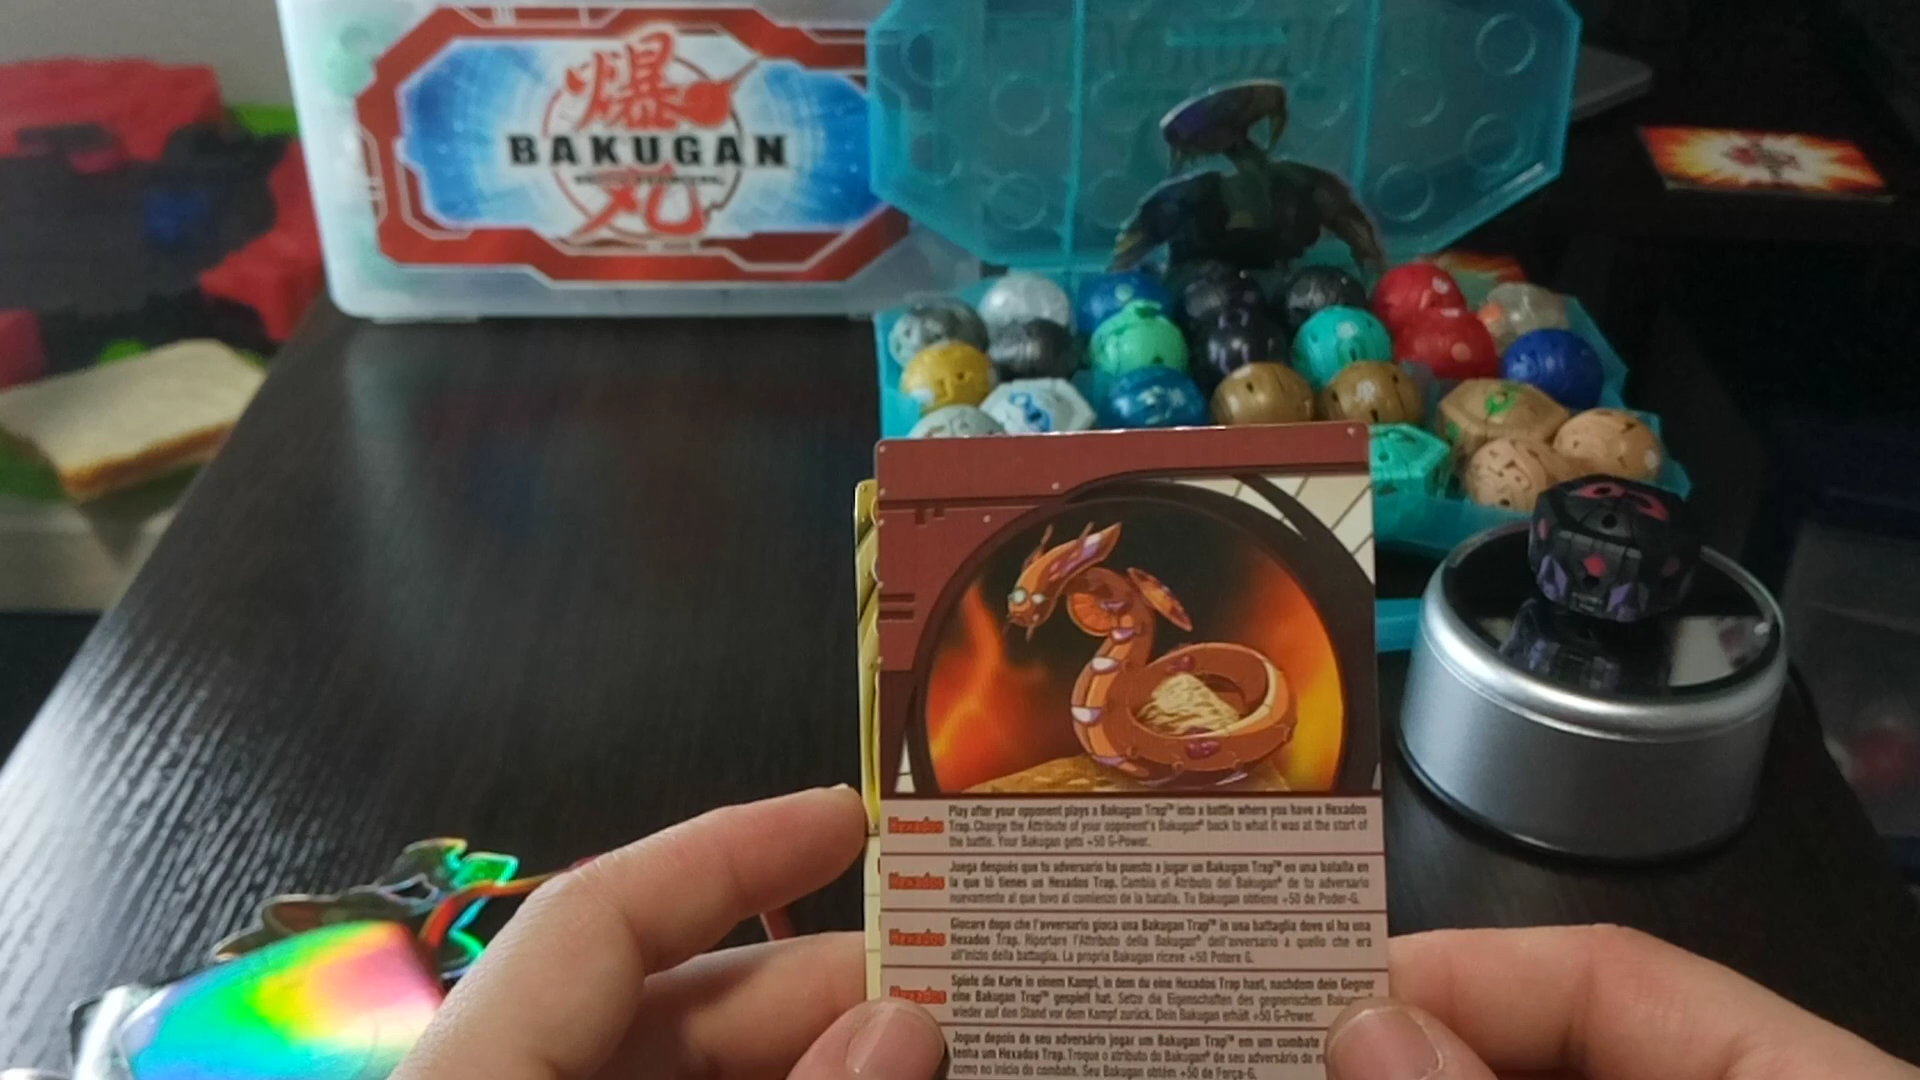 爆
BAKUGAN
丸
Hexados
Play after your opponent plays a Bakugan Trap™ into a battle where you have a Hexados
Trap. Change the Attribute of your opponent's Bakugan® back to what it was at the start of
the battle. Your Bakugan gets +50 G-Power.
Hexados
Juega después que tu adversario ha puesto a jugar un Bakugan Trap™ en una batalla en
la que tú tienes un Hexados Trap. Cambia el Atributo del Bakugan® de tu adversario
nuevamente al que tuvo al comienzo de la batalla. Tu Bakugan obtiene +50 de Poder-G.
Hexados
Giocare dopo che l'avversario gioca una Bakugan Trap™ in una battaglia dove si ha una
Hexados Trap. Riportare l'Attributo della Bakugan® dell'avversario a quello che era
all'inizio della battaglia. La propria Bakugan riceve +50 Potere G.
Hexados
Spiele die Karte in einem Kampf, in dem du eine Hexados Trap hast, nachdem dein Gegner
eine Bakugan Trap™ gespielt hat. Setze die Eigenschaften des gegnerischen
wieder auf den Stand vor dem Kampf zurück. Dein Bakugan erhält +50 G-Power.
Jogue depois de seu adversário jogar um Bakugan Trap™ em um combate
tenha um Hexados Trap. Troque o atributo do Bakugan® de seu adversário
como no início do combate. Seu Bakugan obtém +50 de Força-G.